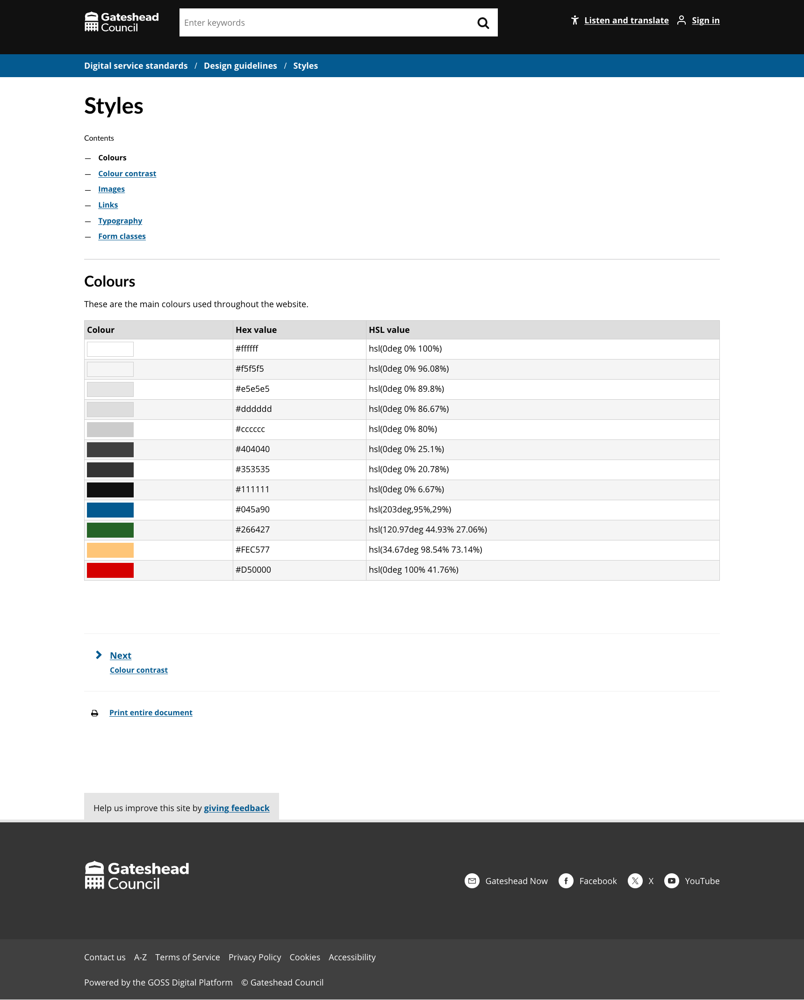 Gateshead
Council
Enter keywords
Listen and translate
Sign in
Digital service standards / Design guidelines / Styles
Styles
Contents
— Colours
— Colour contrast
— Images
— Links
— Typography
— Form classes
Colours
These are the main colours used throughout the website.
Colour Hex value HSL value
#ffffff hsl(0deg 0% 100%)
#f5f5f5 hsl(0deg 0% 96.08%)
#e5e5e5 hsl(0deg 0% 89.8%)
#dddddd hsl(0deg 0% 86.67%)
#cccccc hsl(0deg 0% 80%)
#404040 hsl(0deg 0% 25.1%)
#353535 hsl(0deg 0% 20.78%)
#111111 hsl(0deg 0% 6.67%)
#045a90 hsl(203deg,95%,29%)
#266427 hsl(120.97deg 44.93% 27.06%)
#FEC577 hsl(34.67deg 98.54% 73.14%)
#D50000 hsl(0deg 100% 41.76%)
Next
Colour contrast
Print entire document
Help us improve this site by giving feedback
Gateshead
Council
Gateshead Now Facebook X YouTube
Contact us A-Z Terms of Service Privacy Policy Cookies Accessibility
Powered by the GOSS Digital Platform © Gateshead Council